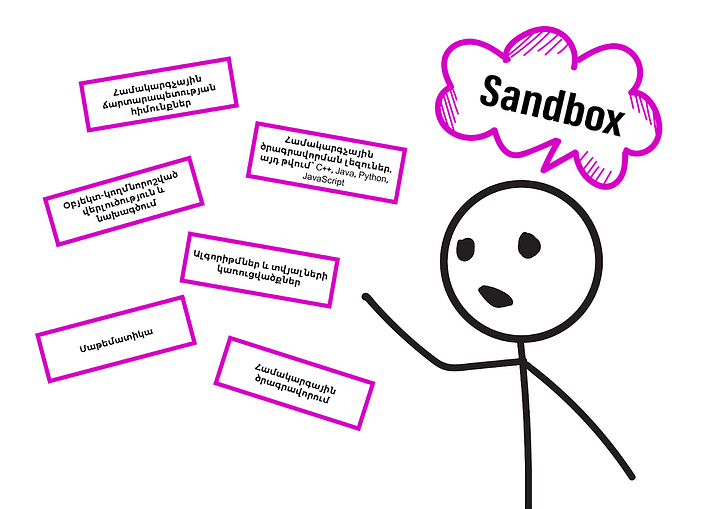 Sandbox
Համակարգչային
ճարտարապետության
հիմունքներ
Համակարգչային
ծրագրավորման լեզուներ,
այդ թվում՝ C++, Java, Python,
JavaScript
Օբյեկտ-կողմնորոշված
վերլուծություն և
նախագծում
Ալգորիթմներ և տվյալների
կառուցվածքներ
Մաթեմատիկա
Համակարգային
ծրագրավորում